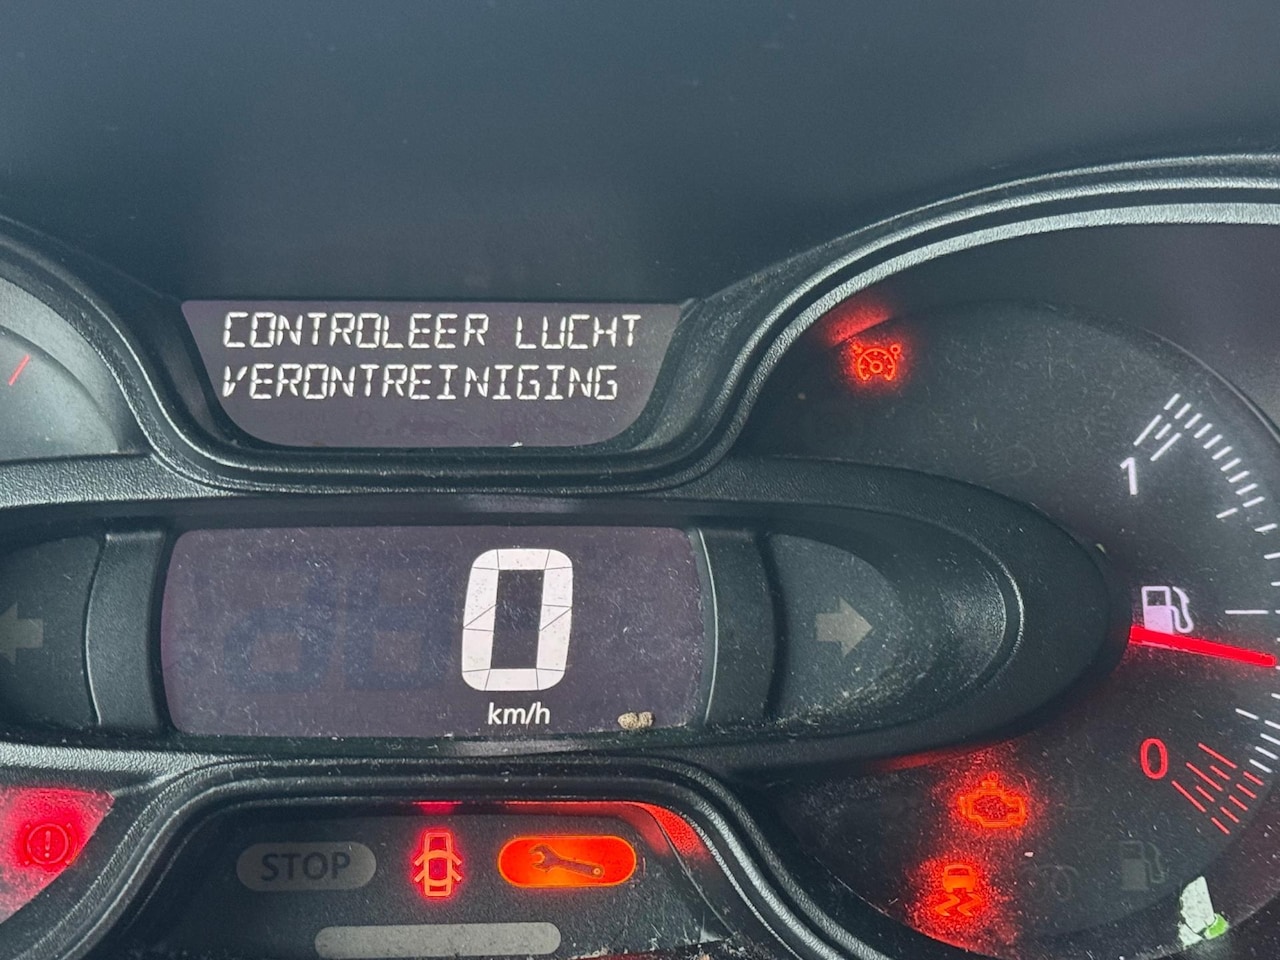 CONTROLEER LUCHT
VERONTREINIGING
1
0
km/h
0
STOP